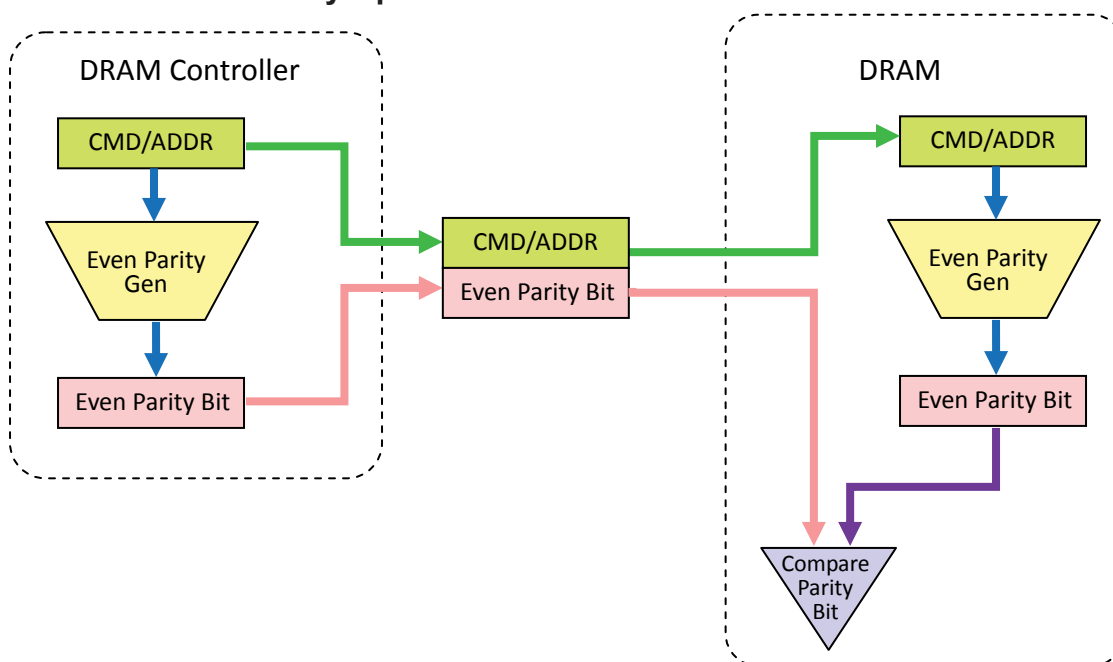 DRAM Controller
CMD/ADDR
Even Parity
Gen
Even Parity Bit
CMD/ADDR
Even Parity Bit
DRAM
CMD/ADDR
Even Parity
Gen
Even Parity Bit
Compare
Parity
Bit